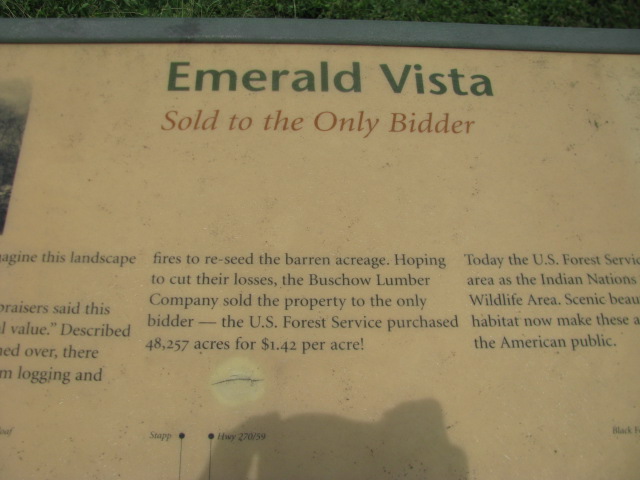 Emerald Vista
Sold to the Only Bidder
agine this landscape
praisers said this
l value." Described
ned over, there
m logging and
fires to re-seed the barren acreage. Hoping
to cut their losses, the Buschow Lumber
Company sold the property to the only
bidder — the U.S. Forest Service purchased
48,257 acres for $1.42 per acre!
Today the U.S. Forest Servic
area as the Indian Nations
Wildlife Area. Scenic beau
habitat now make these a
the American public.
Stapp
Hwy 270/59
Black F